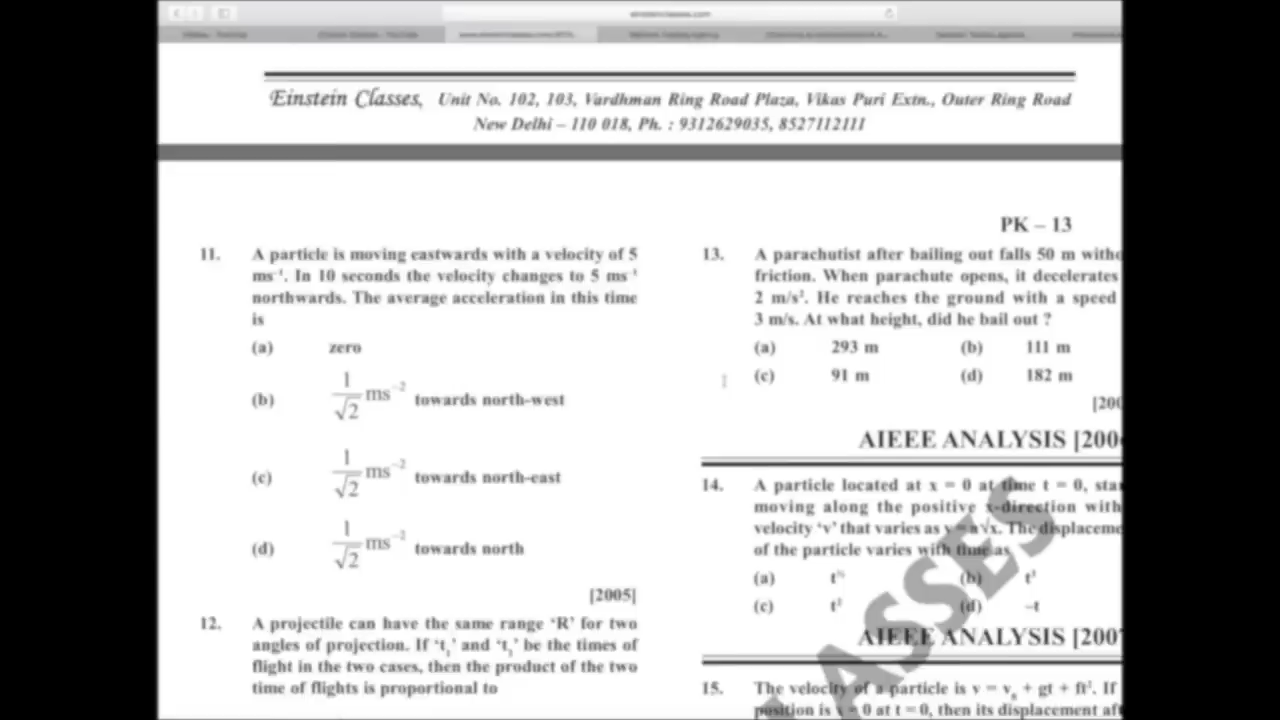 einsteinclasses.com
Einstein Classes, Unit No. 102, 103, Vardhman Ring Road Plaza, Vikas Puri Extn., Outer Ring Road
New Delhi – 110 018, Ph. : 9312629035, 8527112111
PK – 13
11. A particle is moving eastwards with a velocity of 5
ms⁻¹. In 10 seconds the velocity changes to 5 ms⁻¹
northwards. The average acceleration in this time
is
(a) zero
(b) 1/√2 ms⁻² towards north-west
(c) 1/√2 ms⁻² towards north-east
(d) 1/√2 ms⁻² towards north
[2005]
12. A projectile can have the same range ‘R’ for two
angles of projection. If ‘t₁’ and ‘t₂’ be the times of
flight in the two cases, then the product of the two
time of flights is proportional to
13. A parachutist after bailing out falls 50 m witho
friction. When parachute opens, it decelerates
2 m/s². He reaches the ground with a speed
3 m/s. At what height, did he bail out ?
(a) 293 m (b) 111 m
(c) 91 m (d) 182 m
[200
AIEEE ANALYSIS [2006
14. A particle located at x = 0 at time t = 0, star
moving along the positive x-direction with
velocity ‘v’ that varies as v = α√x. The displaceme
of the particle varies with time as
(a) t½ (b) t³
(c) t² (d) –t
AIEEE ANALYSIS [2007
15. The velocity of a particle is v = v₀ + gt + ft². If
position is x = 0 at t = 0, then its displacement aft
LASSES